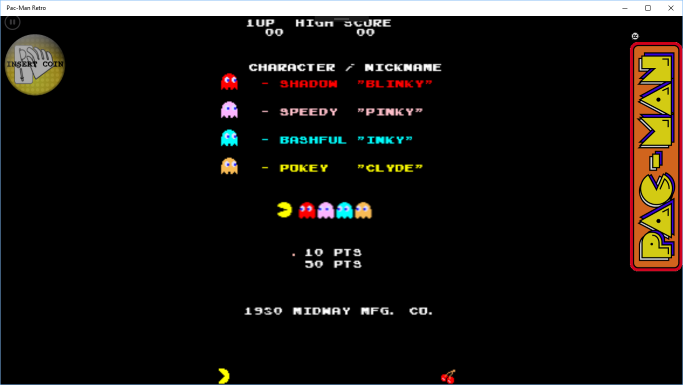 Pac-Man Retro
1UP HIGH SCORE
00 00
INSERT COIN
CHARACTER / NICKNAME
- SHADOW "BLINKY"
- SPEEDY "PINKY"
- BASHFUL "INKY"
- POKEY "CLYDE"
. 10 PTS
50 PTS
1980 MIDWAY MFG. CO.
PAC-MAN